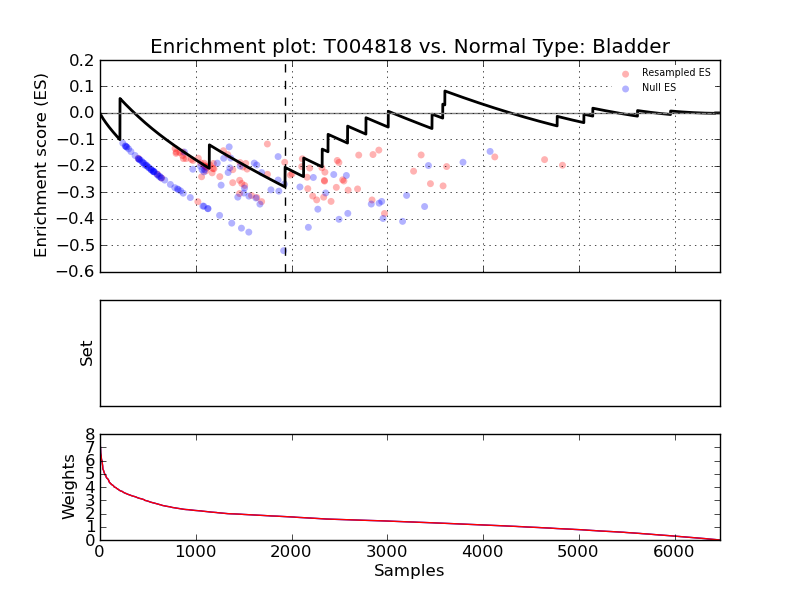 Enrichment plot: T004818 vs. Normal Type: Bladder
Enrichment score (ES)
0.2
0.1
0.0
−0.1
−0.2
−0.3
−0.4
−0.5
−0.6
Resampled ES
Null ES
Set
Weights
8
7
6
5
4
3
2
1
0
0 1000 2000 3000 4000 5000 6000
Samples